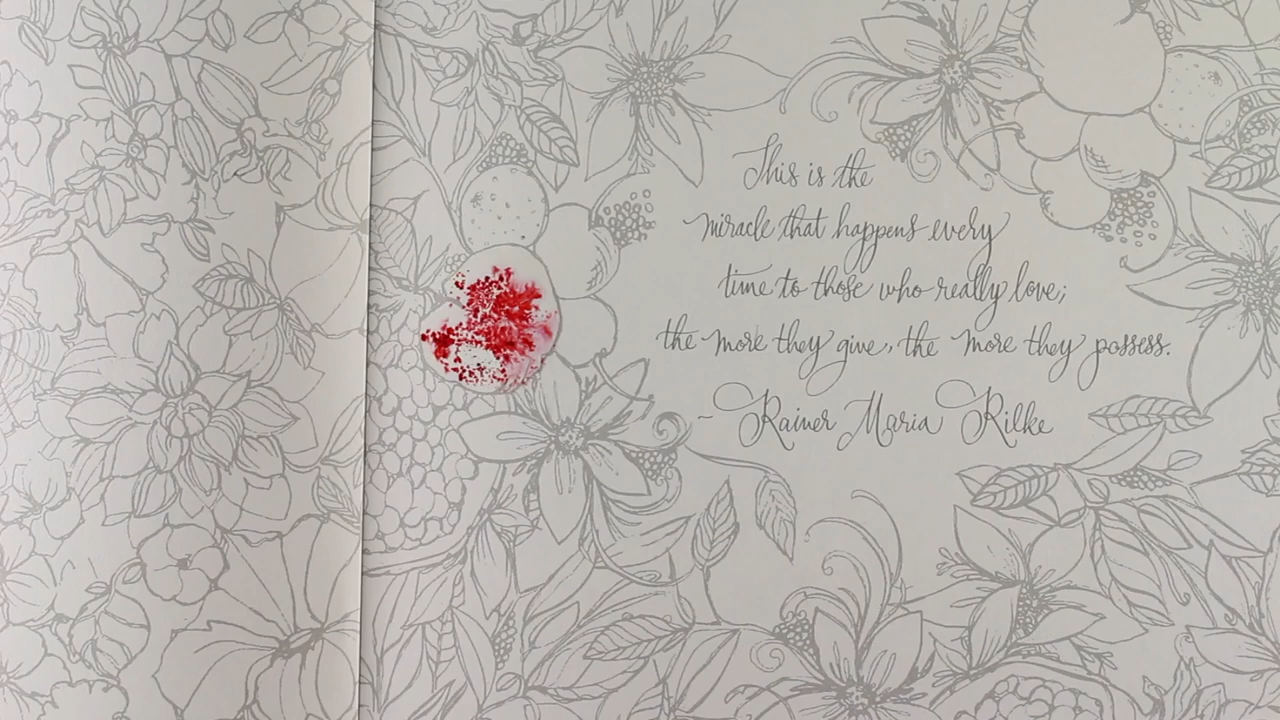 This is the
miracle that happens every
time to those who really love;
the more they give, the more they possess.
- Rainer Maria Rilke